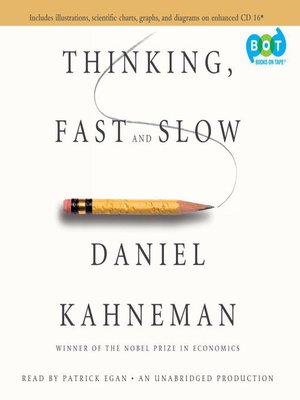 Includes illustrations, scientific charts, graphs, and diagrams on enhanced CD 16*
BOT
BOOKS ON TAPE®
THINKING,
FAST AND SLOW
DANIEL
KAHNEMAN
WINNER OF THE NOBEL PRIZE IN ECONOMICS
READ BY PATRICK EGAN • AN UNABRIDGED PRODUCTION